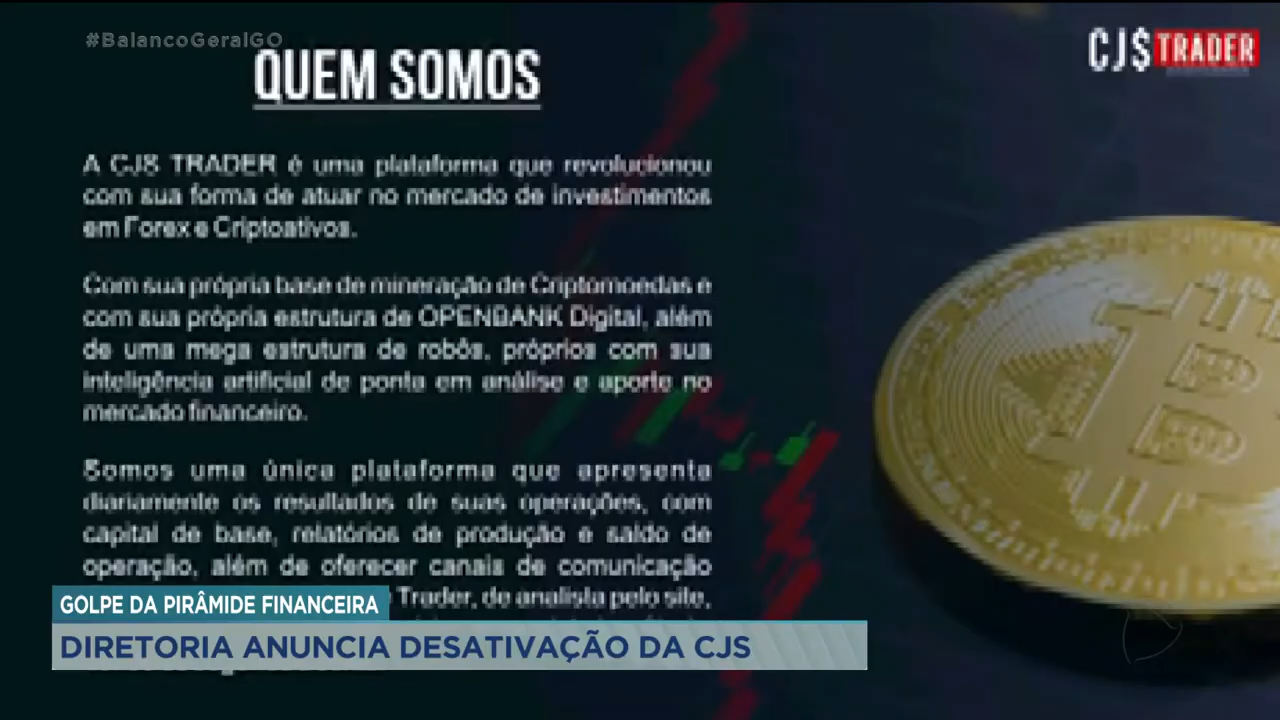 #BalancoGeralGO
CJ$ TRADER
QUEM SOMOS
A CJS TRADER é uma plataforma que revolucionou
com sua forma de atuar no mercado de investimentos
em Forex e Criptoativos.
Com sua própria base de mineração de Criptomoedas e
com sua própria estrutura de OPENBANK Digital, além
de uma mega estrutura de robôs, próprios com sua
inteligência artificial de ponta em análise e aporte no
mercado financeiro.
Somos uma única plataforma que apresenta
diariamente os resultados de suas operações, com
capital de base, relatórios de produção e saldo de
operação, além de oferecer canais de comunicação
Trader, de analista pelo site,
GOLPE DA PIRÂMIDE FINANCEIRA
DIRETORIA ANUNCIA DESATIVAÇÃO DA CJS